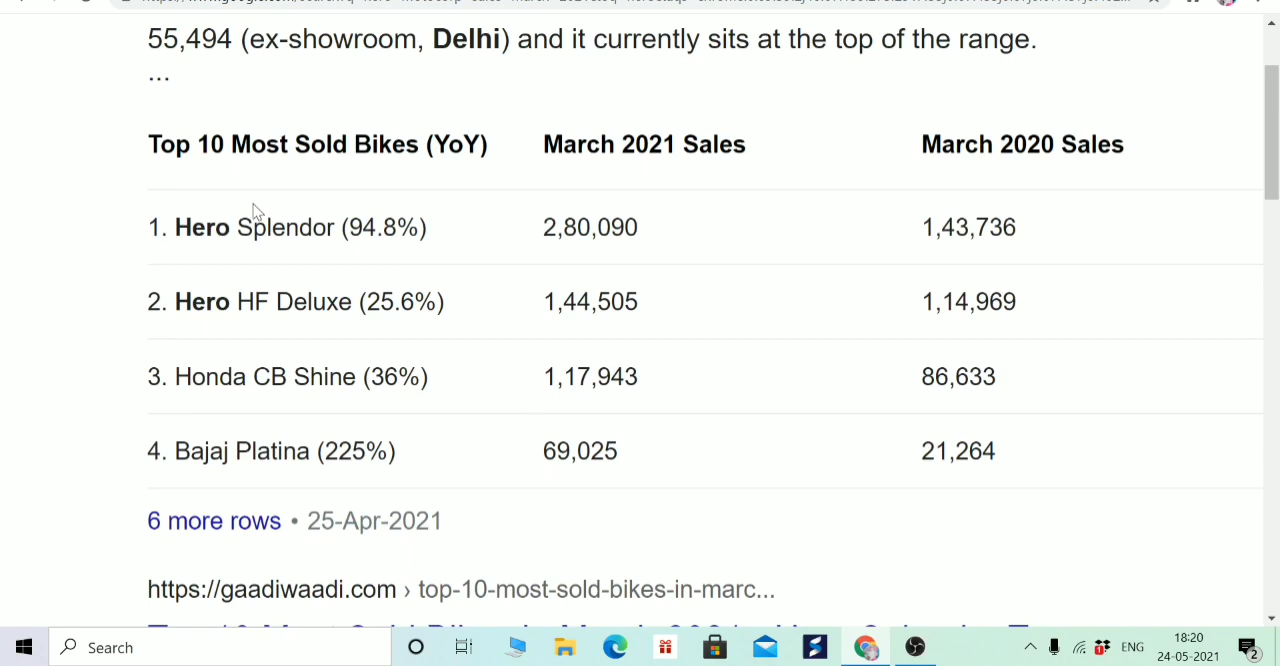 55,494 (ex-showroom, Delhi) and it currently sits at the top of the range.
...
Top 10 Most Sold Bikes (YoY) March 2021 Sales March 2020 Sales
1. Hero Splendor (94.8%) 2,80,090 1,43,736
2. Hero HF Deluxe (25.6%) 1,44,505 1,14,969
3. Honda CB Shine (36%) 1,17,943 86,633
4. Bajaj Platina (225%) 69,025 21,264
6 more rows • 25-Apr-2021
https://gaadiwaadi.com › top-10-most-sold-bikes-in-marc...
Search ENG 18:20
24-05-2021 2